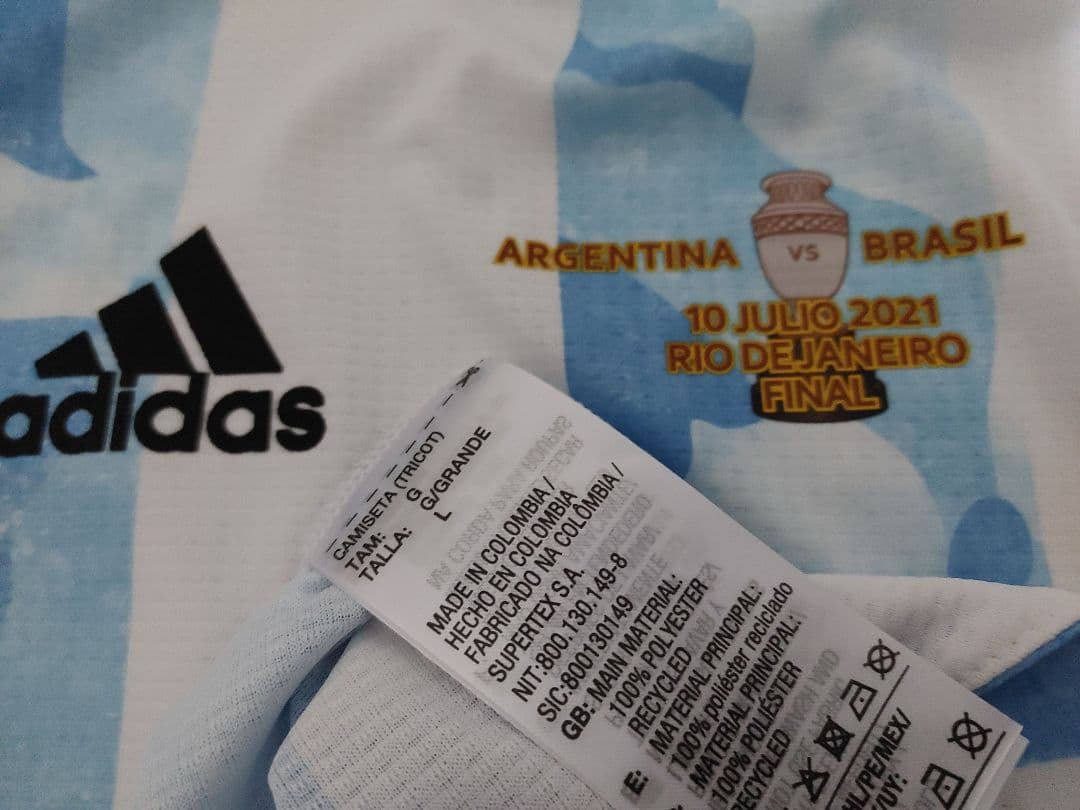 ARGENTINA VS BRASIL
10 JULIO 2021
RIO DE JANEIRO
FINAL
adidas
CAMISETA (TRICOT)
TAM: G
TALLA: G/GRANDE
L
MADE IN COLOMBIA /
HECHO EN COLOMBIA
FABRICADO NA COLÔMBIA /
SUPERTEX S.A.
NIT:800.130.149-8
SIC:800130149
GB: MAIN MATERIAL:
100% POLYESTER
RECYCLED
E: MATERIAL PRINCIPAL:
100% poliéster reciclado
MATERIAL PRINCIPAL:
100% POLIÉSTER